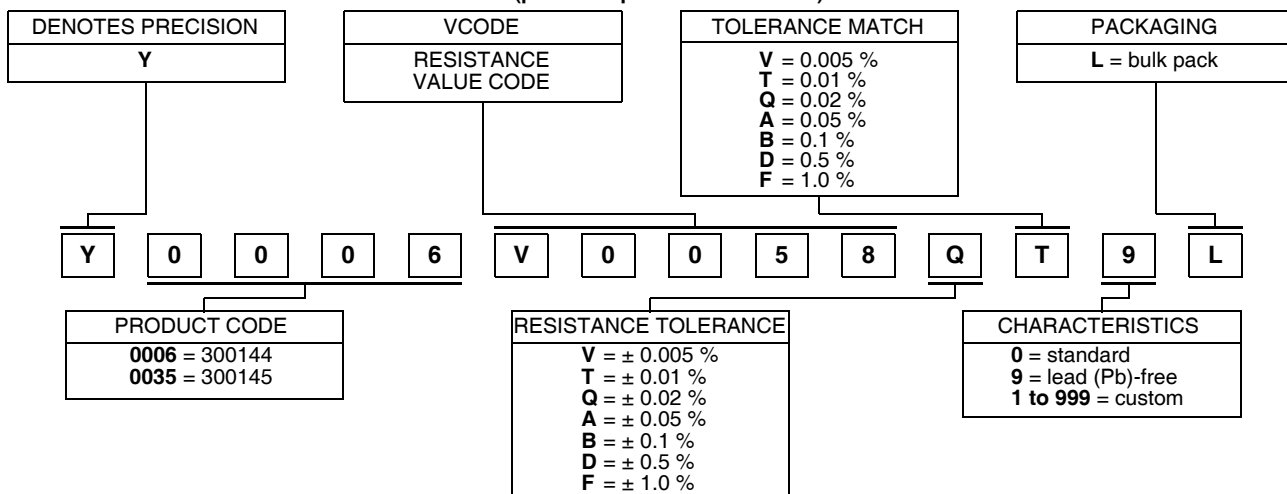 DENOTES PRECISION
Y
VCODE
RESISTANCE
VALUE CODE
TOLERANCE MATCH
V = 0.005 %
T = 0.01 %
Q = 0.02 %
A = 0.05 %
B = 0.1 %
D = 0.5 %
F = 1.0 %
PACKAGING
L = bulk pack
Y 0 0 0 6 V 0 0 5 8 Q T 9 L
PRODUCT CODE
0006 = 300144
0035 = 300145
RESISTANCE TOLERANCE
V = ± 0.005 %
T = ± 0.01 %
Q = ± 0.02 %
A = ± 0.05 %
B = ± 0.1 %
D = ± 0.5 %
F = ± 1.0 %
CHARACTERISTICS
0 = standard
9 = lead (Pb)-free
1 to 999 = custom